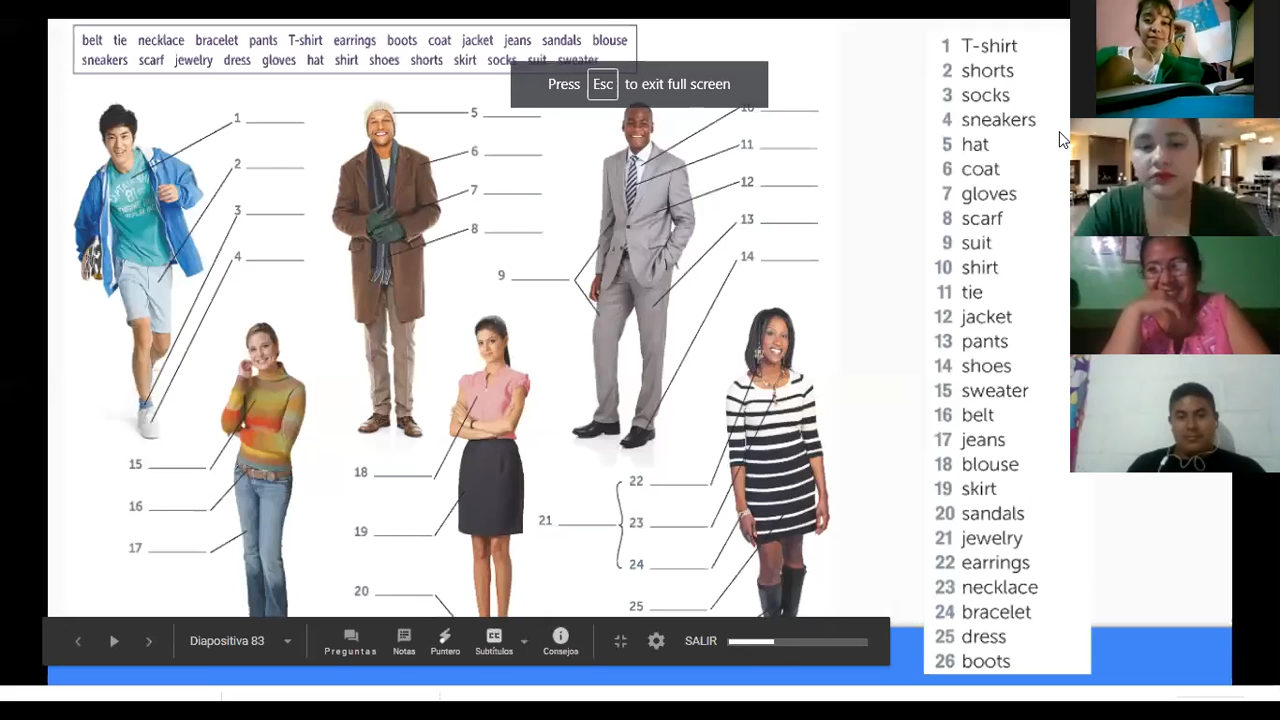 belt tie necklace bracelet pants T-shirt earrings boots coat jacket jeans sandals blouse
sneakers scarf jewelry dress gloves hat shirt shoes shorts skirt socks suit sweater
Press Esc to exit full screen
1
2
3
4
5
6
7
8
9
10
11
12
13
14
15
16
17
18
19
20
21
22
23
24
25
1 T-shirt
2 shorts
3 socks
4 sneakers
5 hat
6 coat
7 gloves
8 scarf
9 suit
10 shirt
11 tie
12 jacket
13 pants
14 shoes
15 sweater
16 belt
17 jeans
18 blouse
19 skirt
20 sandals
21 jewelry
22 earrings
23 necklace
24 bracelet
25 dress
26 boots
Diapositiva 83
Preguntas
Notas
Puntero
Subtítulos
Consejos
SALIR